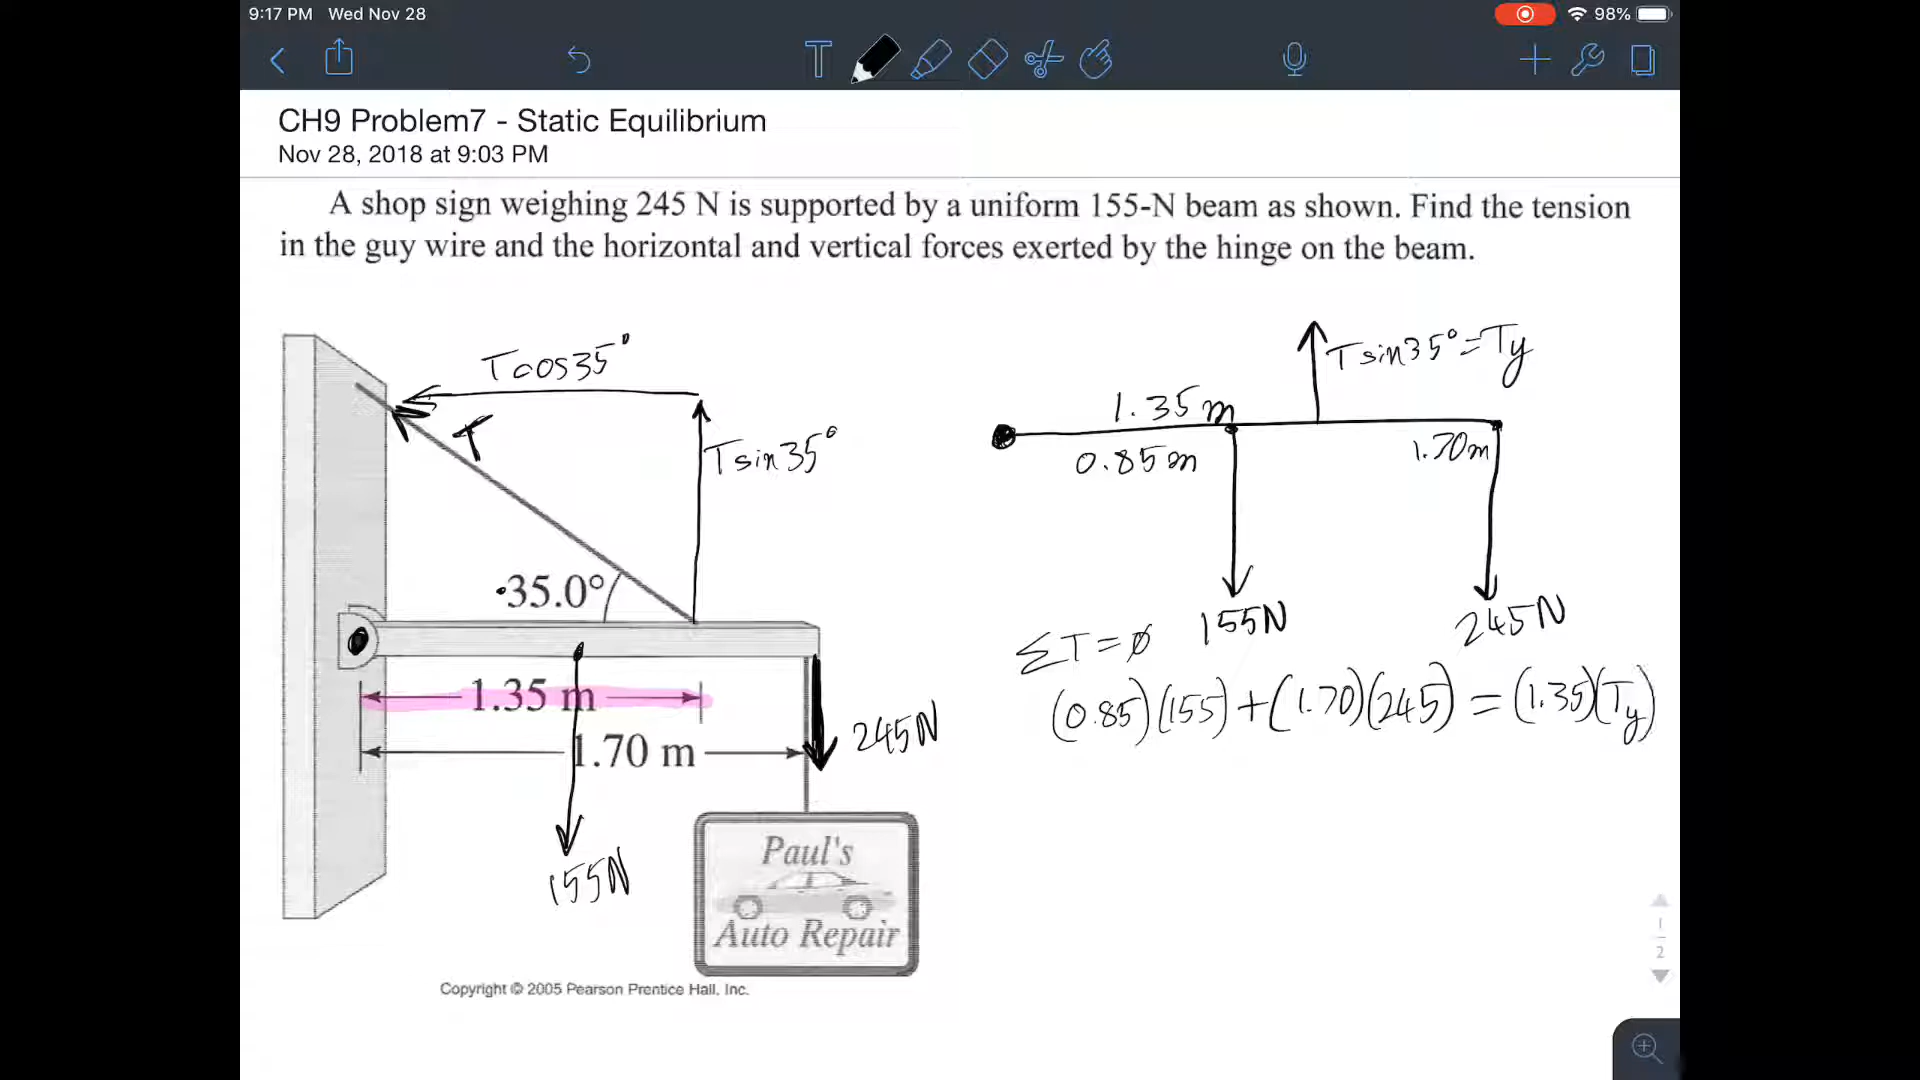 9:17 PM Wed Nov 28
98%
CH9 Problem7 - Static Equilibrium
Nov 28, 2018 at 9:03 PM
A shop sign weighing 245 N is supported by a uniform 155-N beam as shown. Find the tension
in the guy wire and the horizontal and vertical forces exerted by the hinge on the beam.
Tcos35°
T
Tsin35°
35.0°
1.35 m
1.70 m
245N
155N
Paul's
Auto Repair
Copyright © 2005 Pearson Prentice Hall, Inc.
Tsin35°=Ty
1.35m
0.85m
1.70m
155N
245N
ΣT=∅
(0.85)(155)+(1.70)(245)=(1.35)(Ty)
1
2